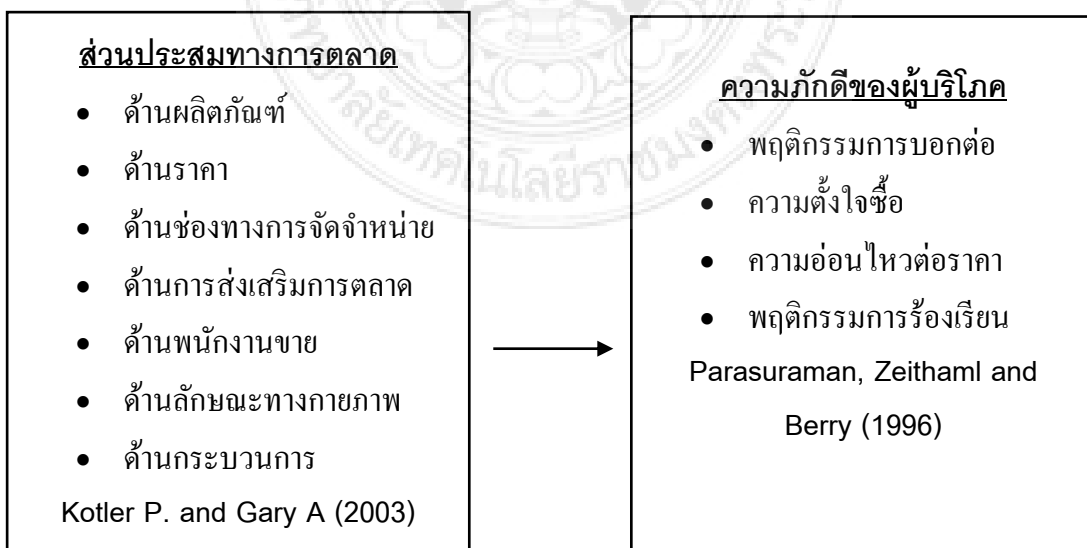 ส่วนประสมทางการตลาด
• ด้านผลิตภัณฑ์
• ด้านราคา
• ด้านช่องทางการจัดจำหน่าย
• ด้านการส่งเสริมการตลาด
• ด้านพนักงานขาย
• ด้านลักษณะทางกายภาพ
• ด้านกระบวนการ
Kotler P. and Gary A (2003)
ความภักดีของผู้บริโภค
• พฤติกรรมการบอกต่อ
• ความตั้งใจซื้อ
• ความอ่อนไหวต่อราคา
• พฤติกรรมการร้องเรียน
Parasuraman, Zeithaml and
Berry (1996)